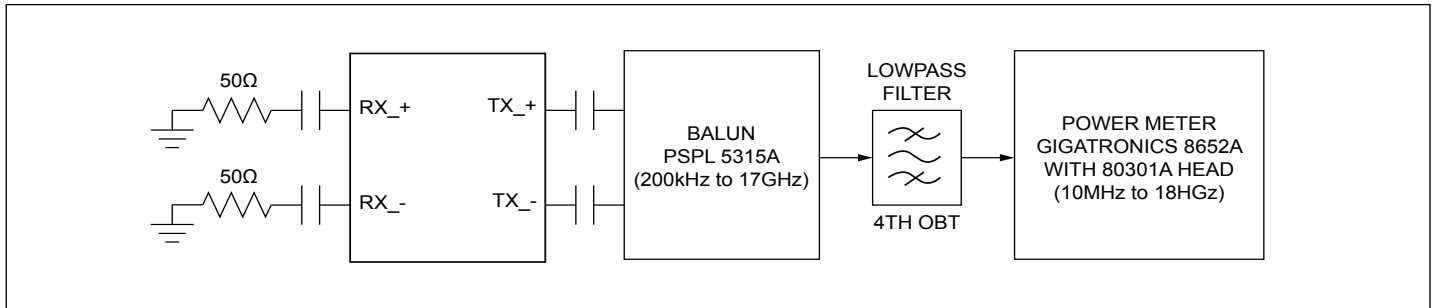 50Ω
RX_+
TX_+
50Ω
RX_-
TX_-
BALUN
PSPL 5315A
(200kHz to 17GHz)
LOWPASS
FILTER
4TH OBT
POWER METER
GIGATRONICS 8652A
WITH 80301A HEAD
(10MHz to 18HGz)